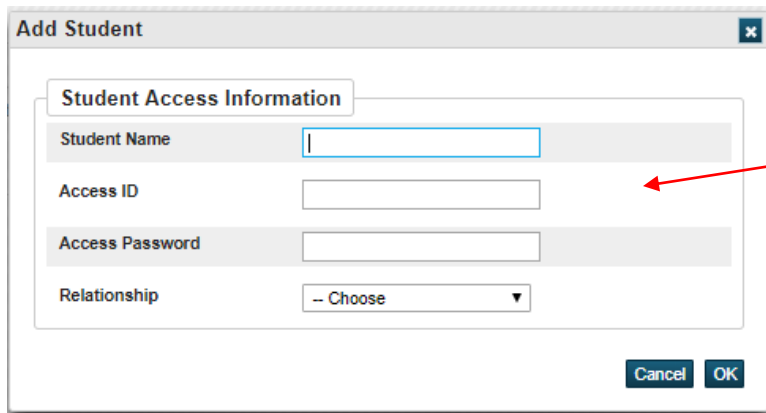 Add Student
Student Access Information
Student Name
Access ID
Access Password
Relationship -- Choose
Cancel OK